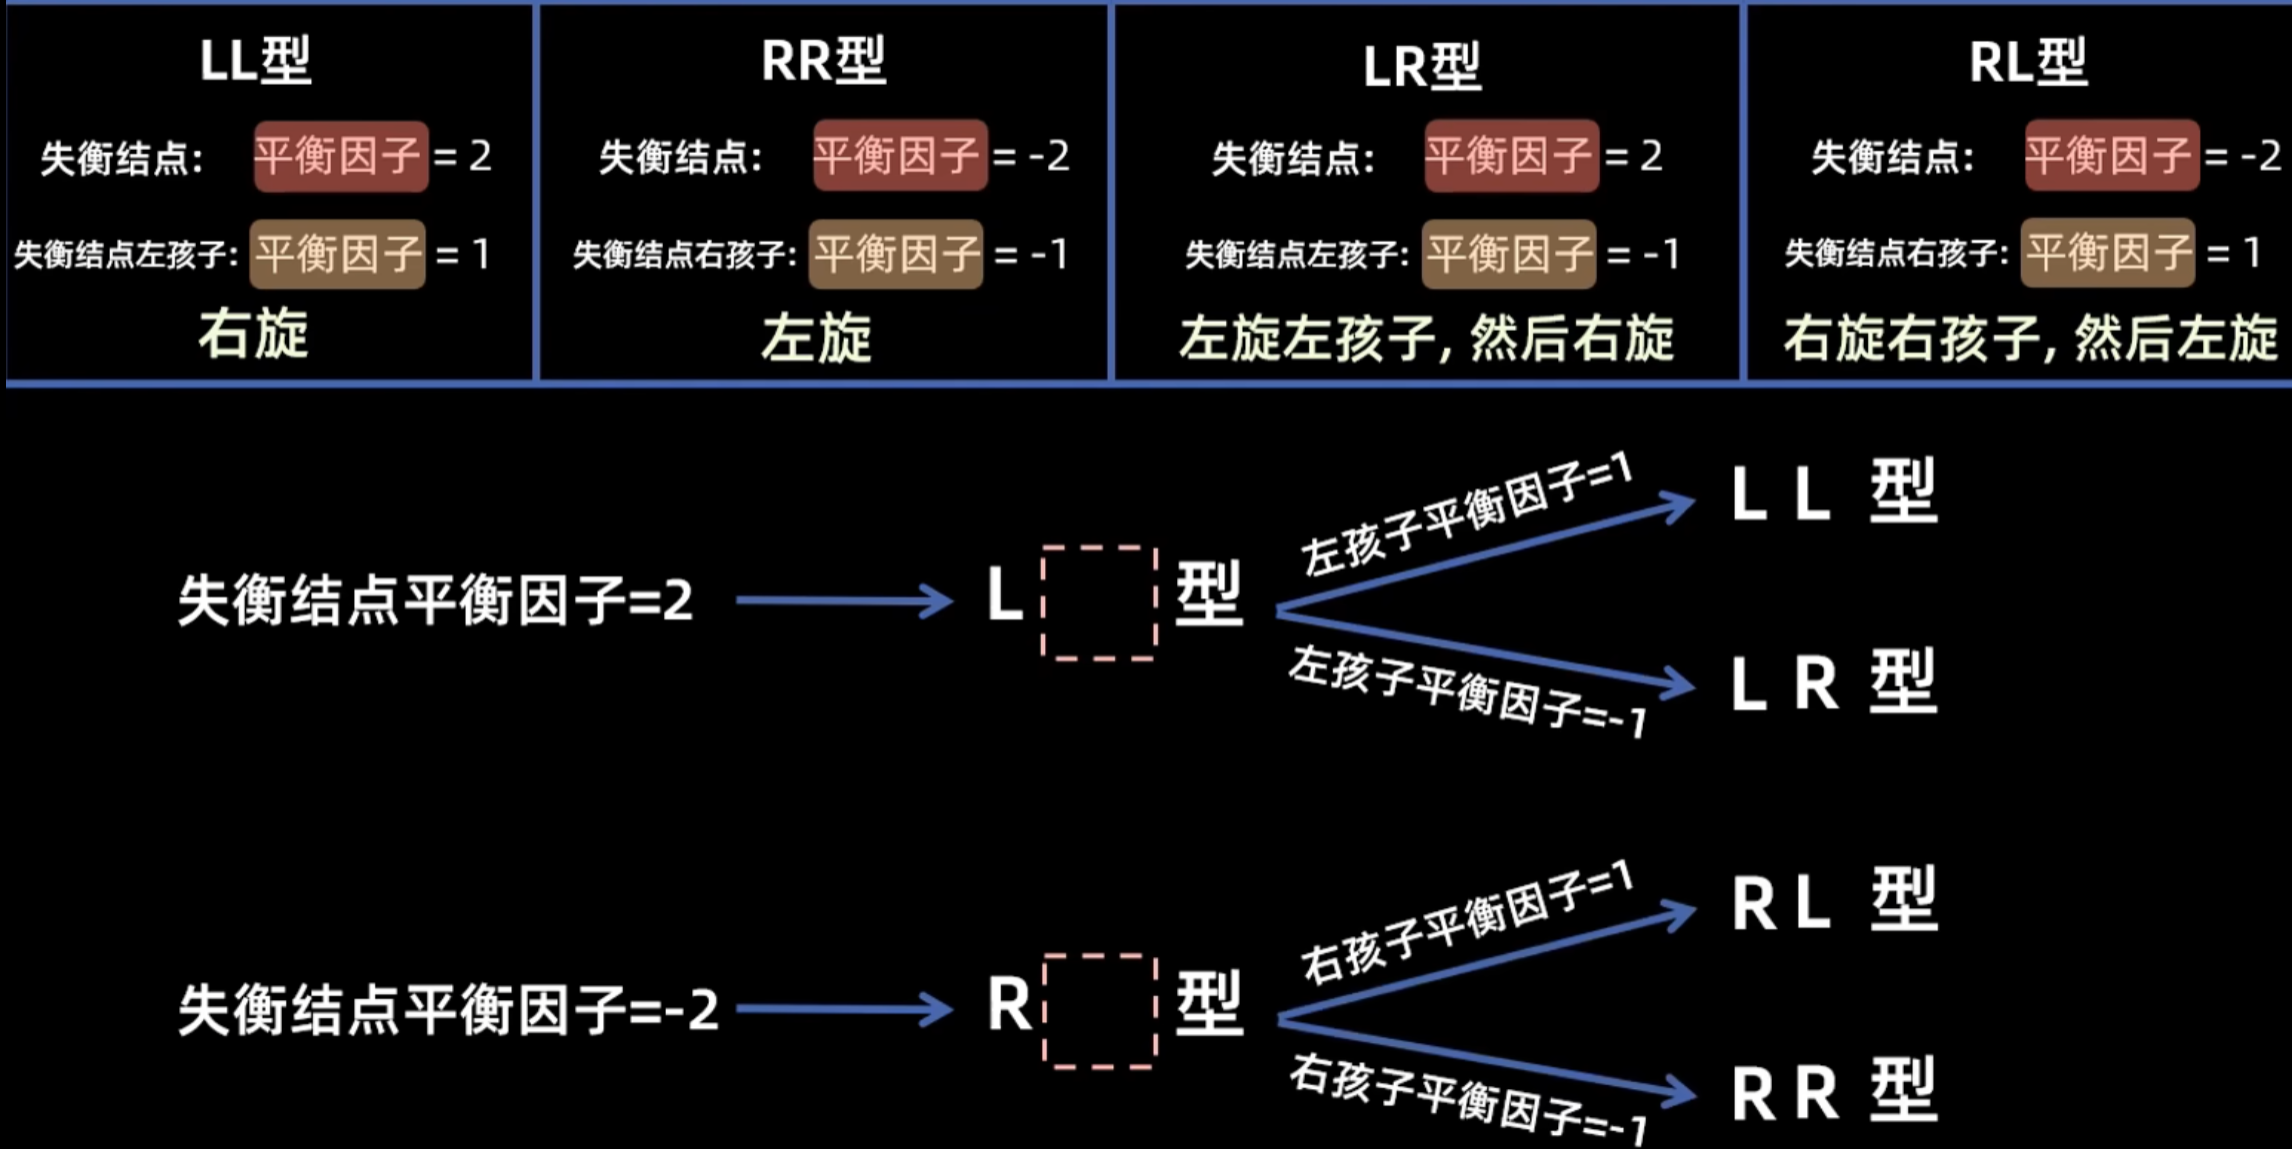 LL型
失衡结点: 平衡因子 = 2
失衡结点左孩子: 平衡因子 = 1
右旋
RR型
失衡结点: 平衡因子 = -2
失衡结点右孩子: 平衡因子 = -1
左旋
LR型
失衡结点: 平衡因子 = 2
失衡结点左孩子: 平衡因子 = -1
左旋左孩子, 然后右旋
RL型
失衡结点: 平衡因子 = -2
失衡结点右孩子: 平衡因子 = 1
右旋右孩子, 然后左旋
失衡结点平衡因子=2
L 型
左孩子平衡因子=1
L L 型
左孩子平衡因子=-1
L R 型
失衡结点平衡因子=-2
R 型
右孩子平衡因子=1
R L 型
右孩子平衡因子=-1
R R 型